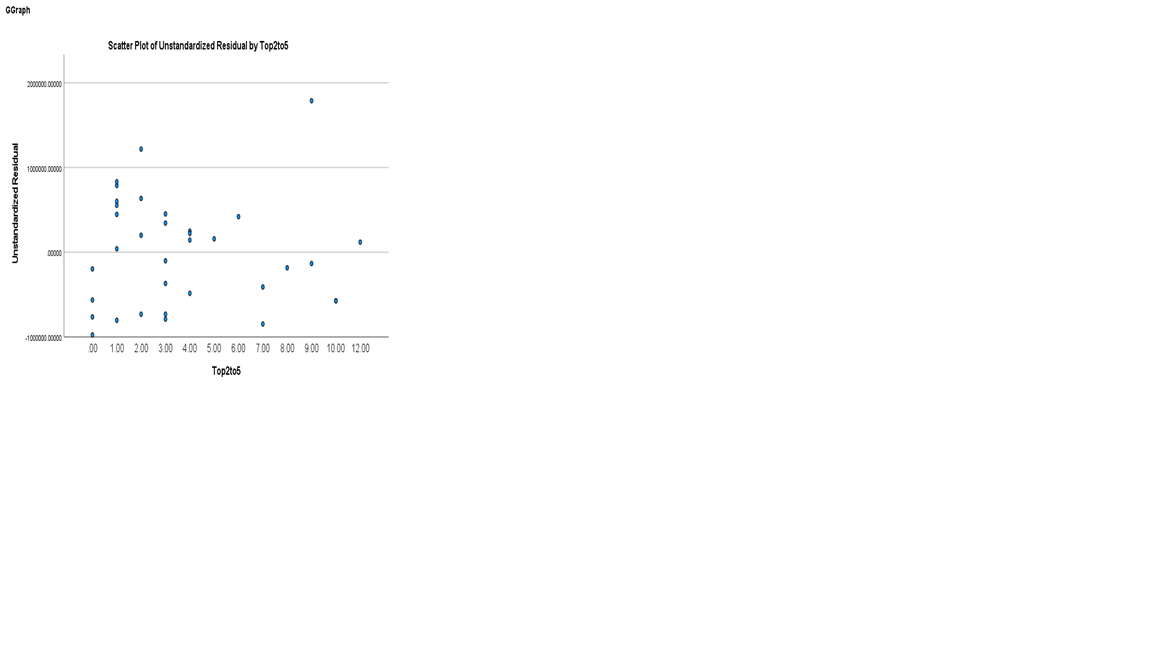 GGraph
Scatter Plot of Unstandardized Residual by Top2to5
Unstandardized Residual
2000000.00000
1000000.00000
.00000
-1000000.00000
.00 1.00 2.00 3.00 4.00 5.00 6.00 7.00 8.00 9.00 10.00 12.00
Top2to5